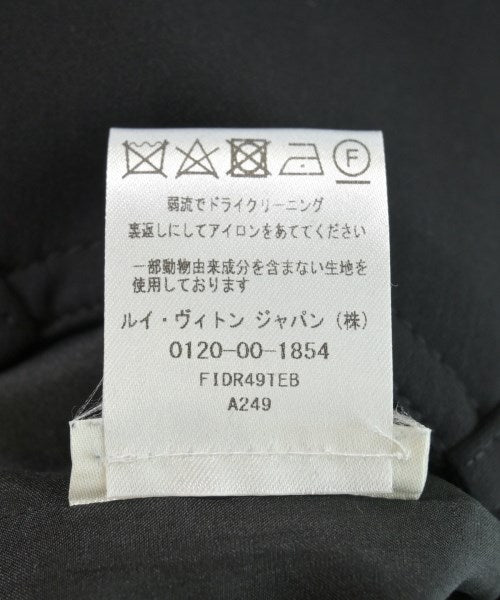 F
弱流でドライクリーニング
裏返しにしてアイロンをあててください
一部動物由来成分を含まない生地を
使用しております
ルイ・ヴィトン ジャパン (株)
0120-00-1854
FIDR49TEB
A249